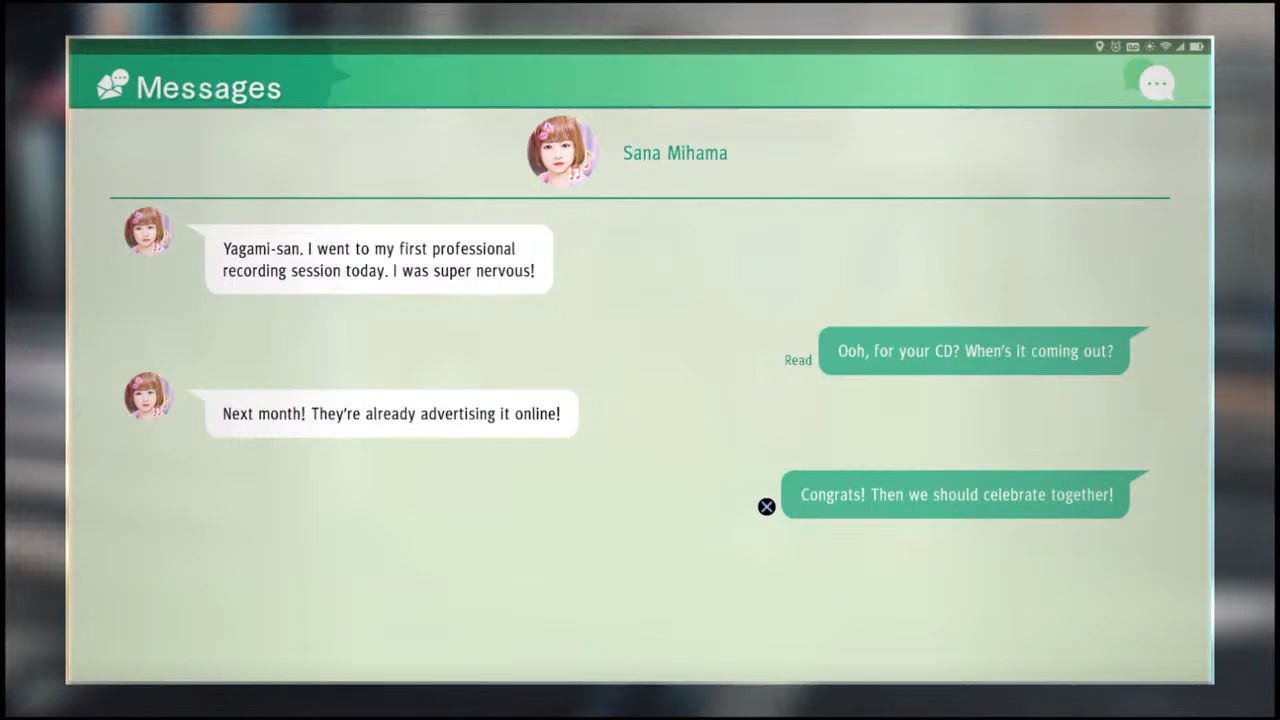 Messages
Sana Mihama
Yagami-san. I went to my first professional
recording session today. I was super nervous!
Ooh, for your CD? When's it coming out?
Read
Next month! They're already advertising it online!
Congrats! Then we should celebrate together!